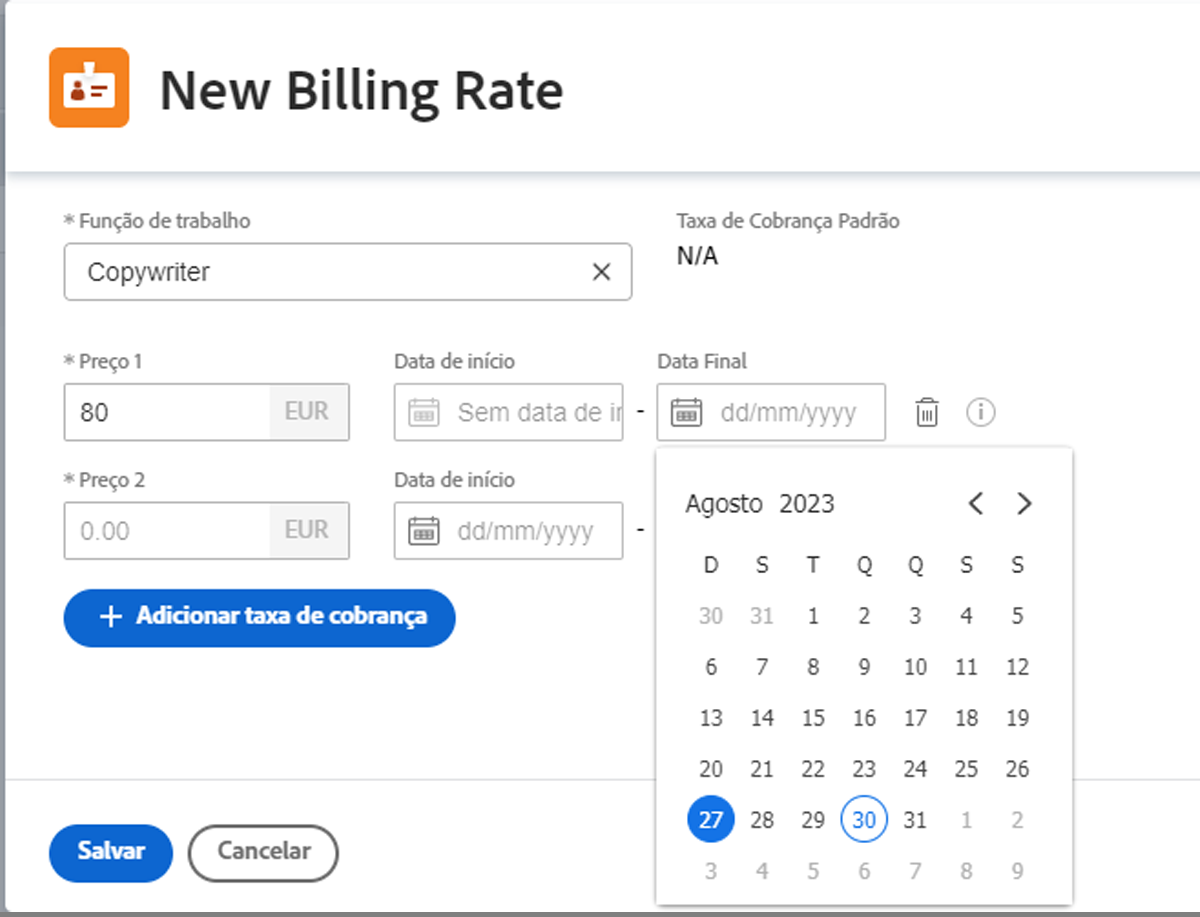 New Billing Rate
* Função de trabalho
Taxa de Cobrança Padrão
Copywriter
N/A
* Preço 1
Data de início
Data Final
80 EUR
Sem data de in
-
dd/mm/yyyy
* Preço 2
Data de início
0.00 EUR
dd/mm/yyyy
-
+ Adicionar taxa de cobrança
Agosto 2023
D S T Q Q S S
30 31 1 2 3 4 5
6 7 8 9 10 11 12
13 14 15 16 17 18 19
20 21 22 23 24 25 26
27 28 29 30 31 1 2
3 4 5 6 7 8 9
Salvar
Cancelar